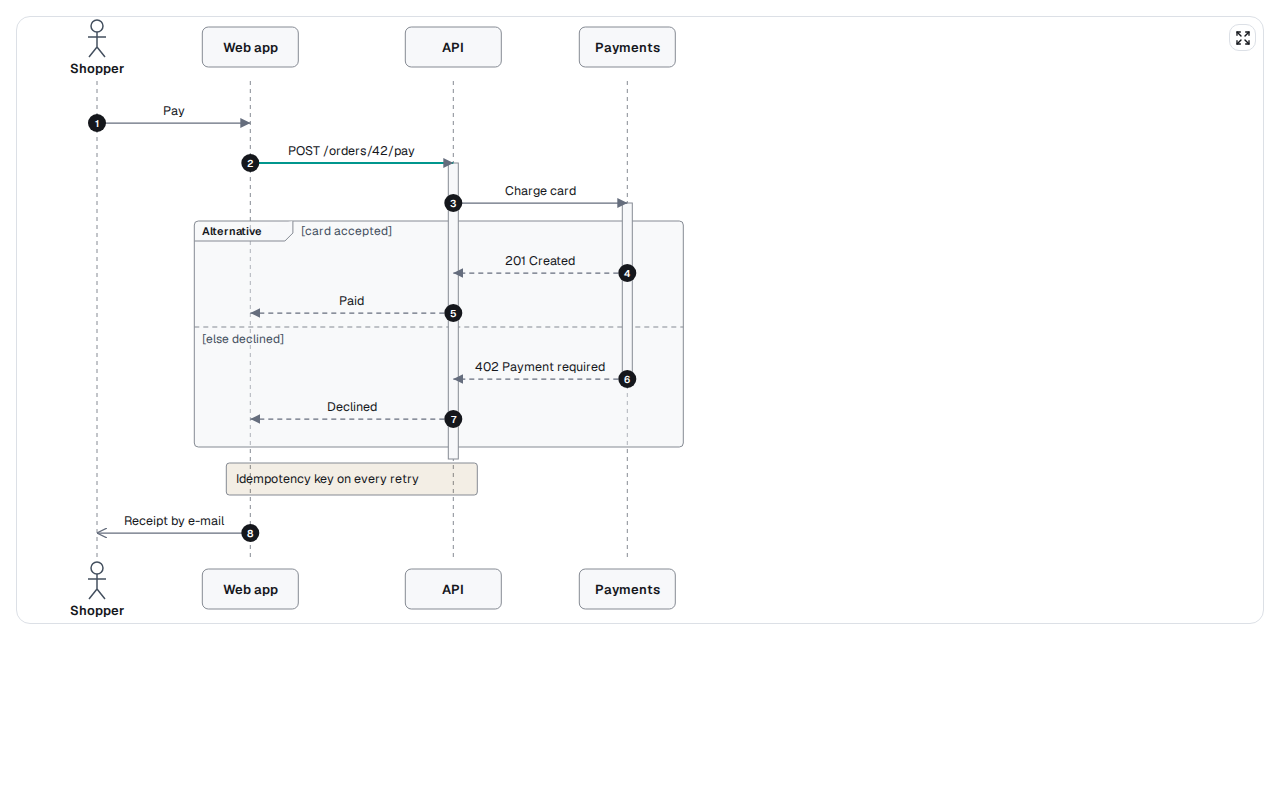 Shopper
Web app
API
Payments
Pay
1
POST /orders/42/pay
2
Charge card
3
Alternative [card accepted]
201 Created
4
Paid
5
[else declined]
402 Payment required
6
Declined
7
Idempotency key on every retry
Receipt by e-mail
8
Shopper
Web app
API
Payments